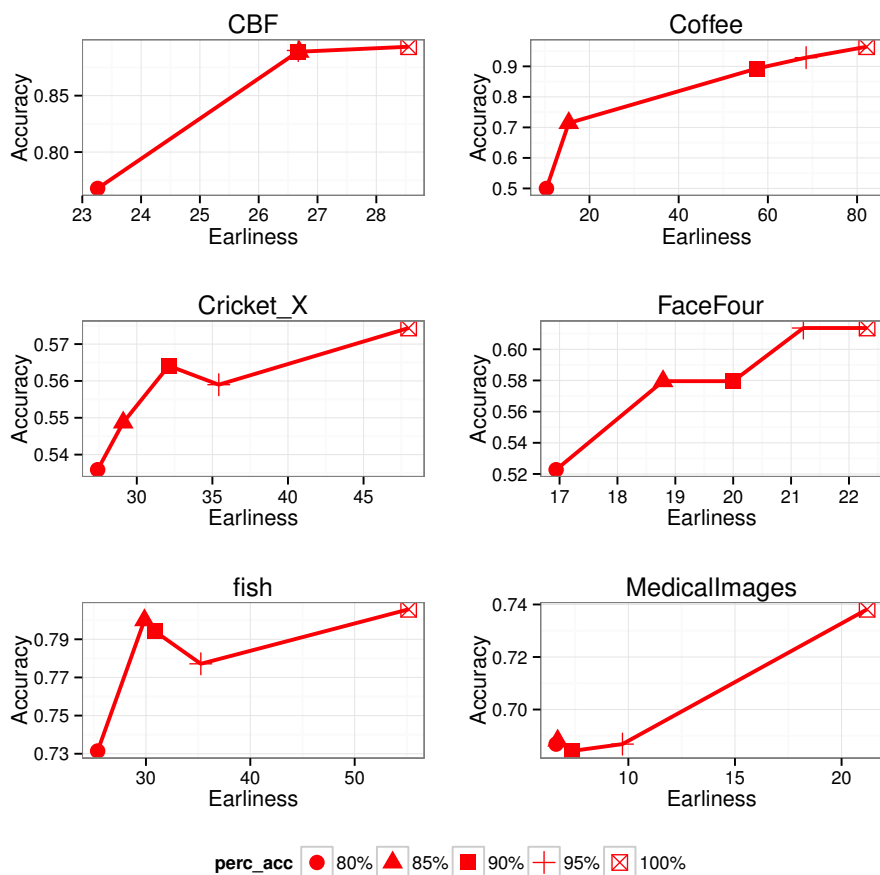 CBF
Accuracy
0.85
0.80
23 24 25 26 27 28
Earliness
Coffee
Accuracy
0.9
0.8
0.7
0.6
0.5
20 40 60 80
Earliness
Cricket_X
Accuracy
0.57
0.56
0.55
0.54
30 35 40 45
Earliness
FaceFour
Accuracy
0.60
0.58
0.56
0.54
0.52
17 18 19 20 21 22
Earliness
fish
Accuracy
0.79
0.77
0.75
0.73
30 40 50
Earliness
MedicalImages
Accuracy
0.74
0.72
0.70
10 15 20
Earliness
perc_acc 80% 85% 90% 95% 100%